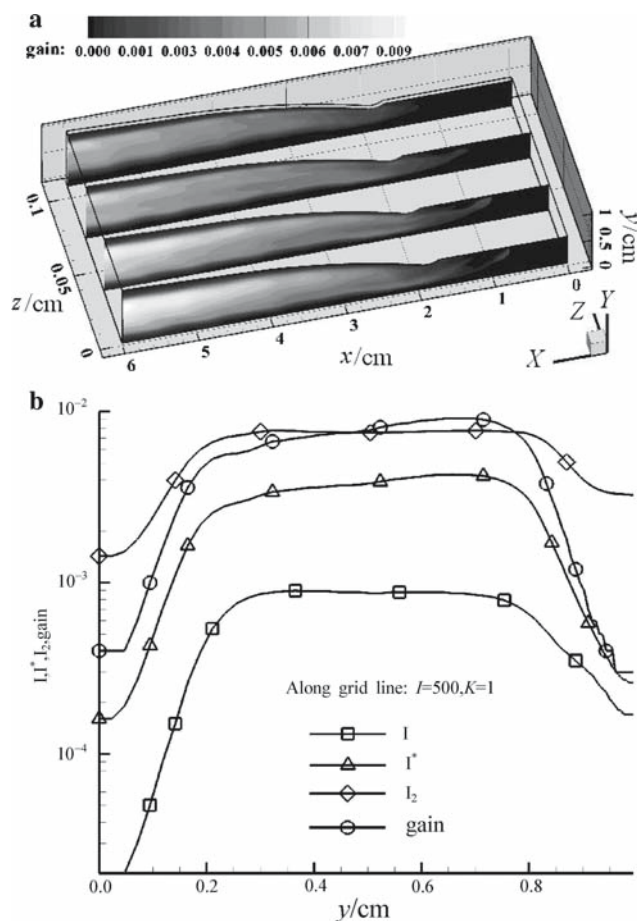 a
gain: 0.000 0.001 0.003 0.004 0.005 0.006 0.007 0.009
0.1
0.05
0
z/cm
6 5 4 3 2 1 0
x/cm
1
0.5
0
y/cm
Z Y
X
b
10⁻²
10⁻³
10⁻⁴
I,I*,I₂,gain
Along grid line: I=500,K=1
I
I*
I₂
gain
0.0 0.2 0.4 0.6 0.8
y/cm